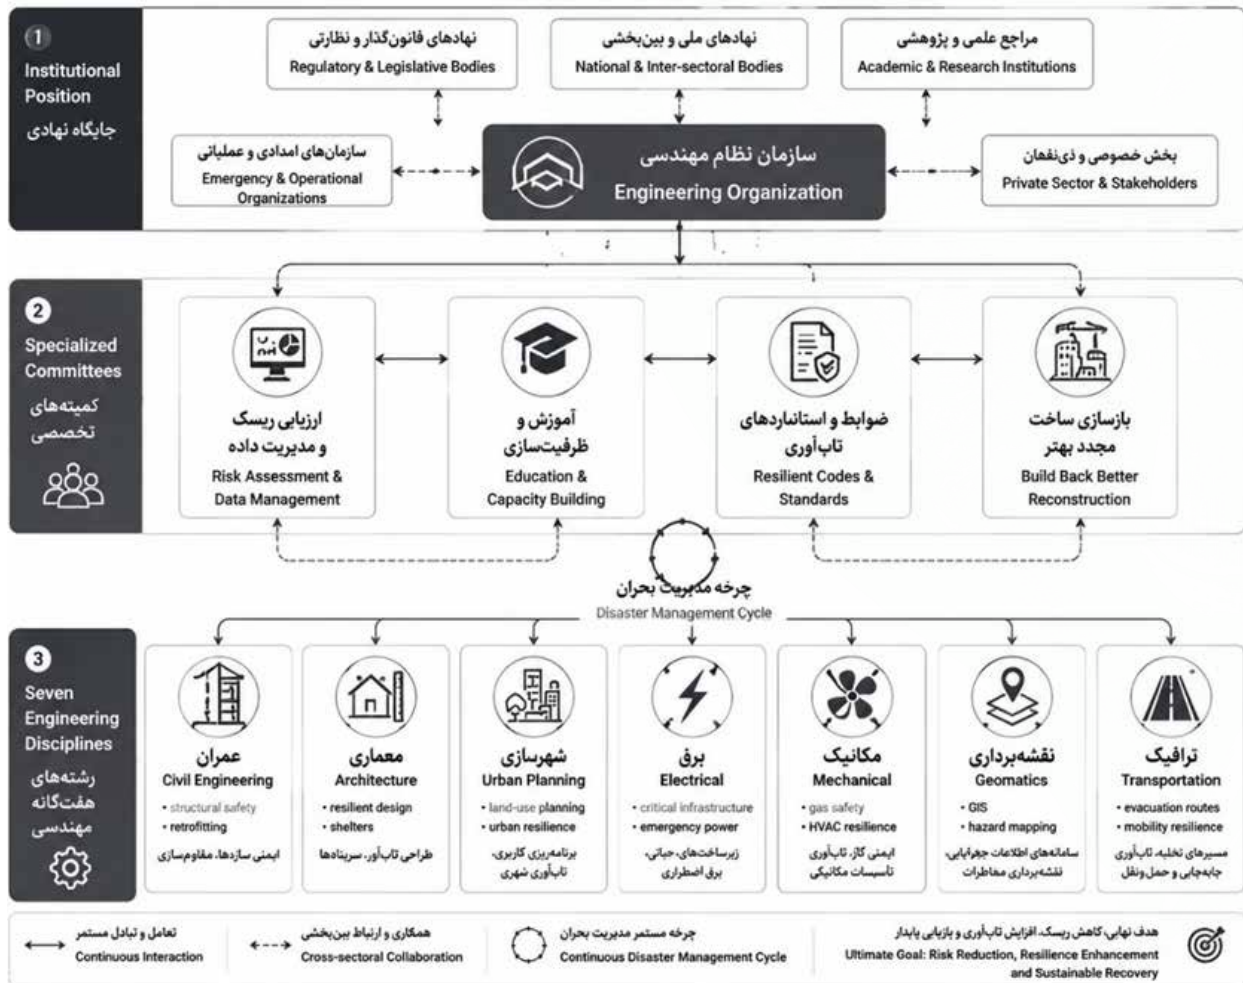 1
Institutional
Position
جایگاه نهادی
نهادهای قانون‌گذار و نظارتی
Regulatory & Legislative Bodies
نهادهای ملی و بین‌بخشی
National & Inter-sectoral Bodies
مراجع علمی و پژوهشی
Academic & Research Institutions
سازمان‌های امدادی و عملیاتی
Emergency & Operational
Organizations
سازمان نظام مهندسی
Engineering Organization
بخش خصوصی و ذی‌نفعان
Private Sector & Stakeholders
2
Specialized
Committees
کمیته‌های
تخصصی
ارزیابی ریسک
و مدیریت داده
Risk Assessment &
Data Management
آموزش و
ظرفیت‌سازی
Education &
Capacity Building
ضوابط و استانداردهای
تاب‌آوری
Resilient Codes &
Standards
بازسازی ساخت
مجدد بهتر
Build Back Better
Reconstruction
چرخه مدیریت بحران
Disaster Management Cycle
3
Seven
Engineering
Disciplines
رشته‌های
هفت‌گانه
مهندسی
عمران
Civil Engineering
• structural safety
• retrofitting
ایمنی سازدها، مقاوم‌سازی
معماری
Architecture
• resilient design
• shelters
طراحی تاب‌آور، سرپناه‌ها
شهرسازی
Urban Planning
• land-use planning
• urban resilience
برنامه‌ریزی کاربری،
تاب‌آوری شهری
برق
Electrical
• critical infrastructure
• emergency power
زیرساخت‌های، حیاتی،
برق اضطراری
مکانیک
Mechanical
• gas safety
• HVAC resilience
ایمنی گاز، تاب‌آوری
تأسیسات مکانیکی
نقشه‌برداری
Geomatics
• GIS
• hazard mapping
سامانه‌های اطلاعات جغرافیایی،
نقشه‌برداری مخاطرات
ترافیک
Transportation
• evacuation routes
• mobility resilience
مسیرهای تخلیه، تاب‌آوری
جابه‌جایی و حمل‌ونقل
تعامل و تبادل مستمر
Continuous Interaction
همکاری و ارتباط بین‌بخشی
Cross-sectoral Collaboration
چرخه مستمر مدیریت بحران
Continuous Disaster Management Cycle
هدف نهایی: کاهش ریسک، افزایش تاب‌آوری و بازیابی پایدار
Ultimate Goal: Risk Reduction, Resilience Enhancement
and Sustainable Recovery